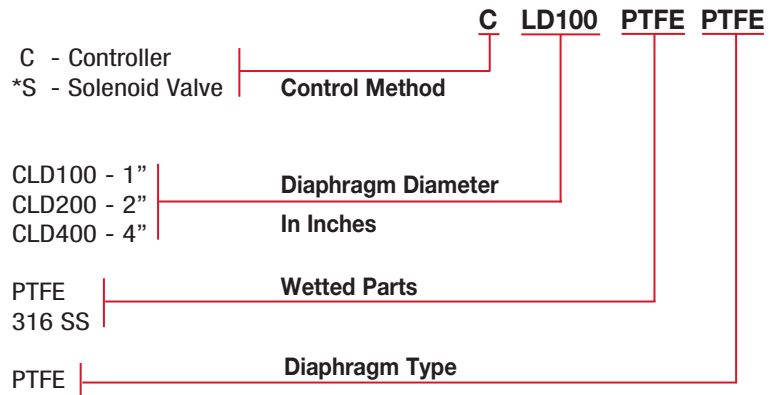 C LD100 PTFE PTFE
C - Controller
*S - Solenoid Valve
Control Method
CLD100 - 1”
CLD200 - 2”
CLD400 - 4”
Diaphragm Diameter
In Inches
PTFE
316 SS
Wetted Parts
PTFE
Diaphragm Type